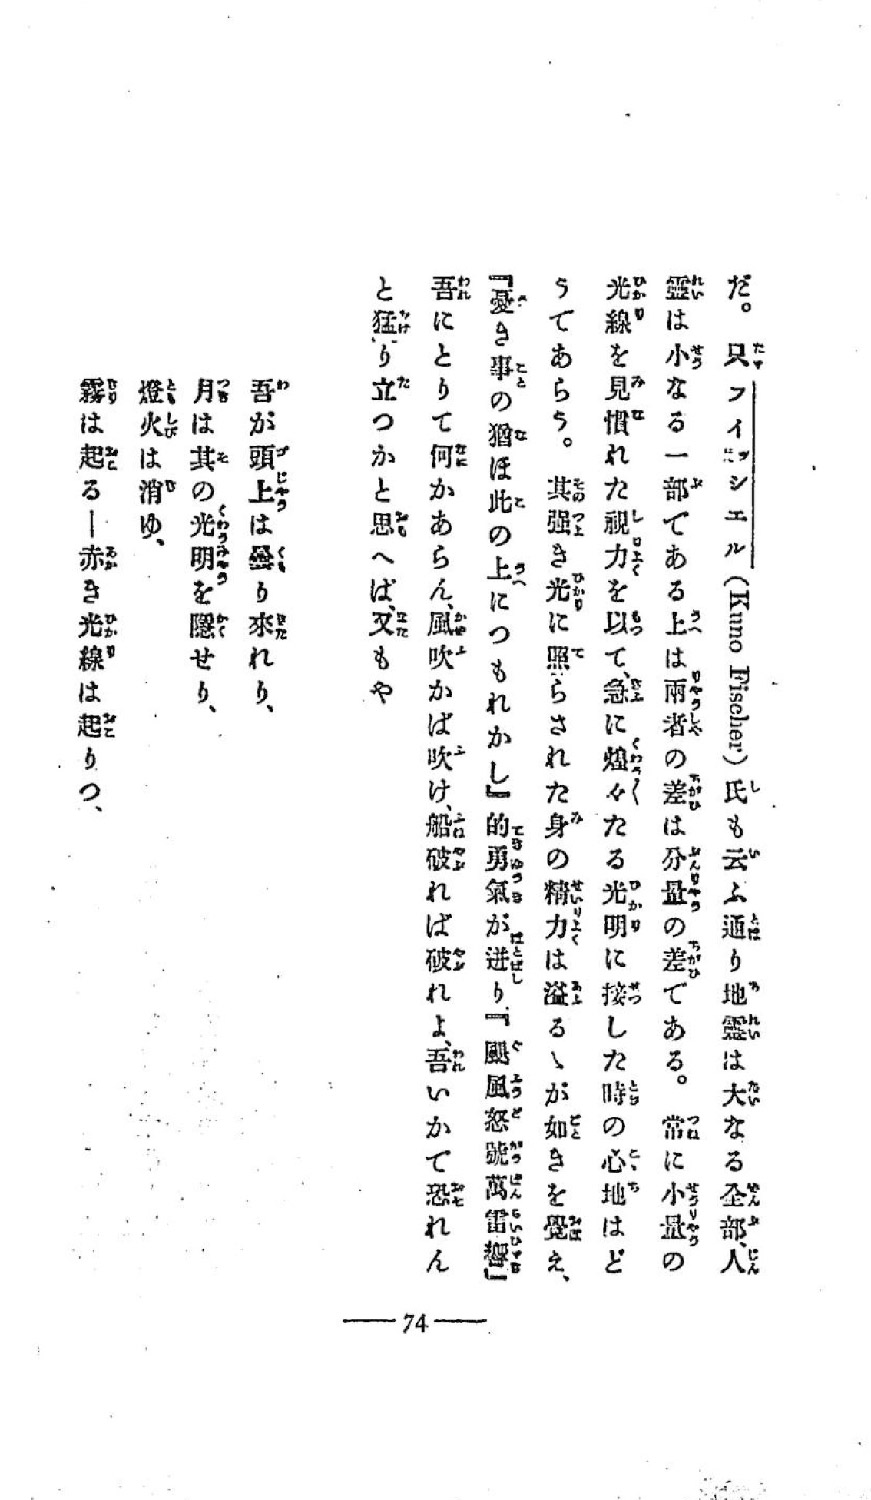 だ。只フイッシエル(Kuno Fischer)氏も云ふ通り地靈は大なる全部、人
靈は小なる一部である上は兩者の差は分量の差である。常に小量の
光線を見慣れた視力を以て、急に煌々たる光明に接した時の心地はど
うであらう。其强き光に照らされた身の精力は溢るゝが如きを覺え、
『憂き事の猶ほ此の上につもれかし』的勇氣が迸り、『颶風怒號萬雷響』
吾にとりて何かあらん、風吹かば吹け、船破れば破れよ、吾いかで恐れん
と猛り立つかと思へば、又もや
吾が頭上は曇り來れり、
月は其の光明を隱せり、
燈火は消ゆ、
霧は起る―赤き光線は起りつ、
74